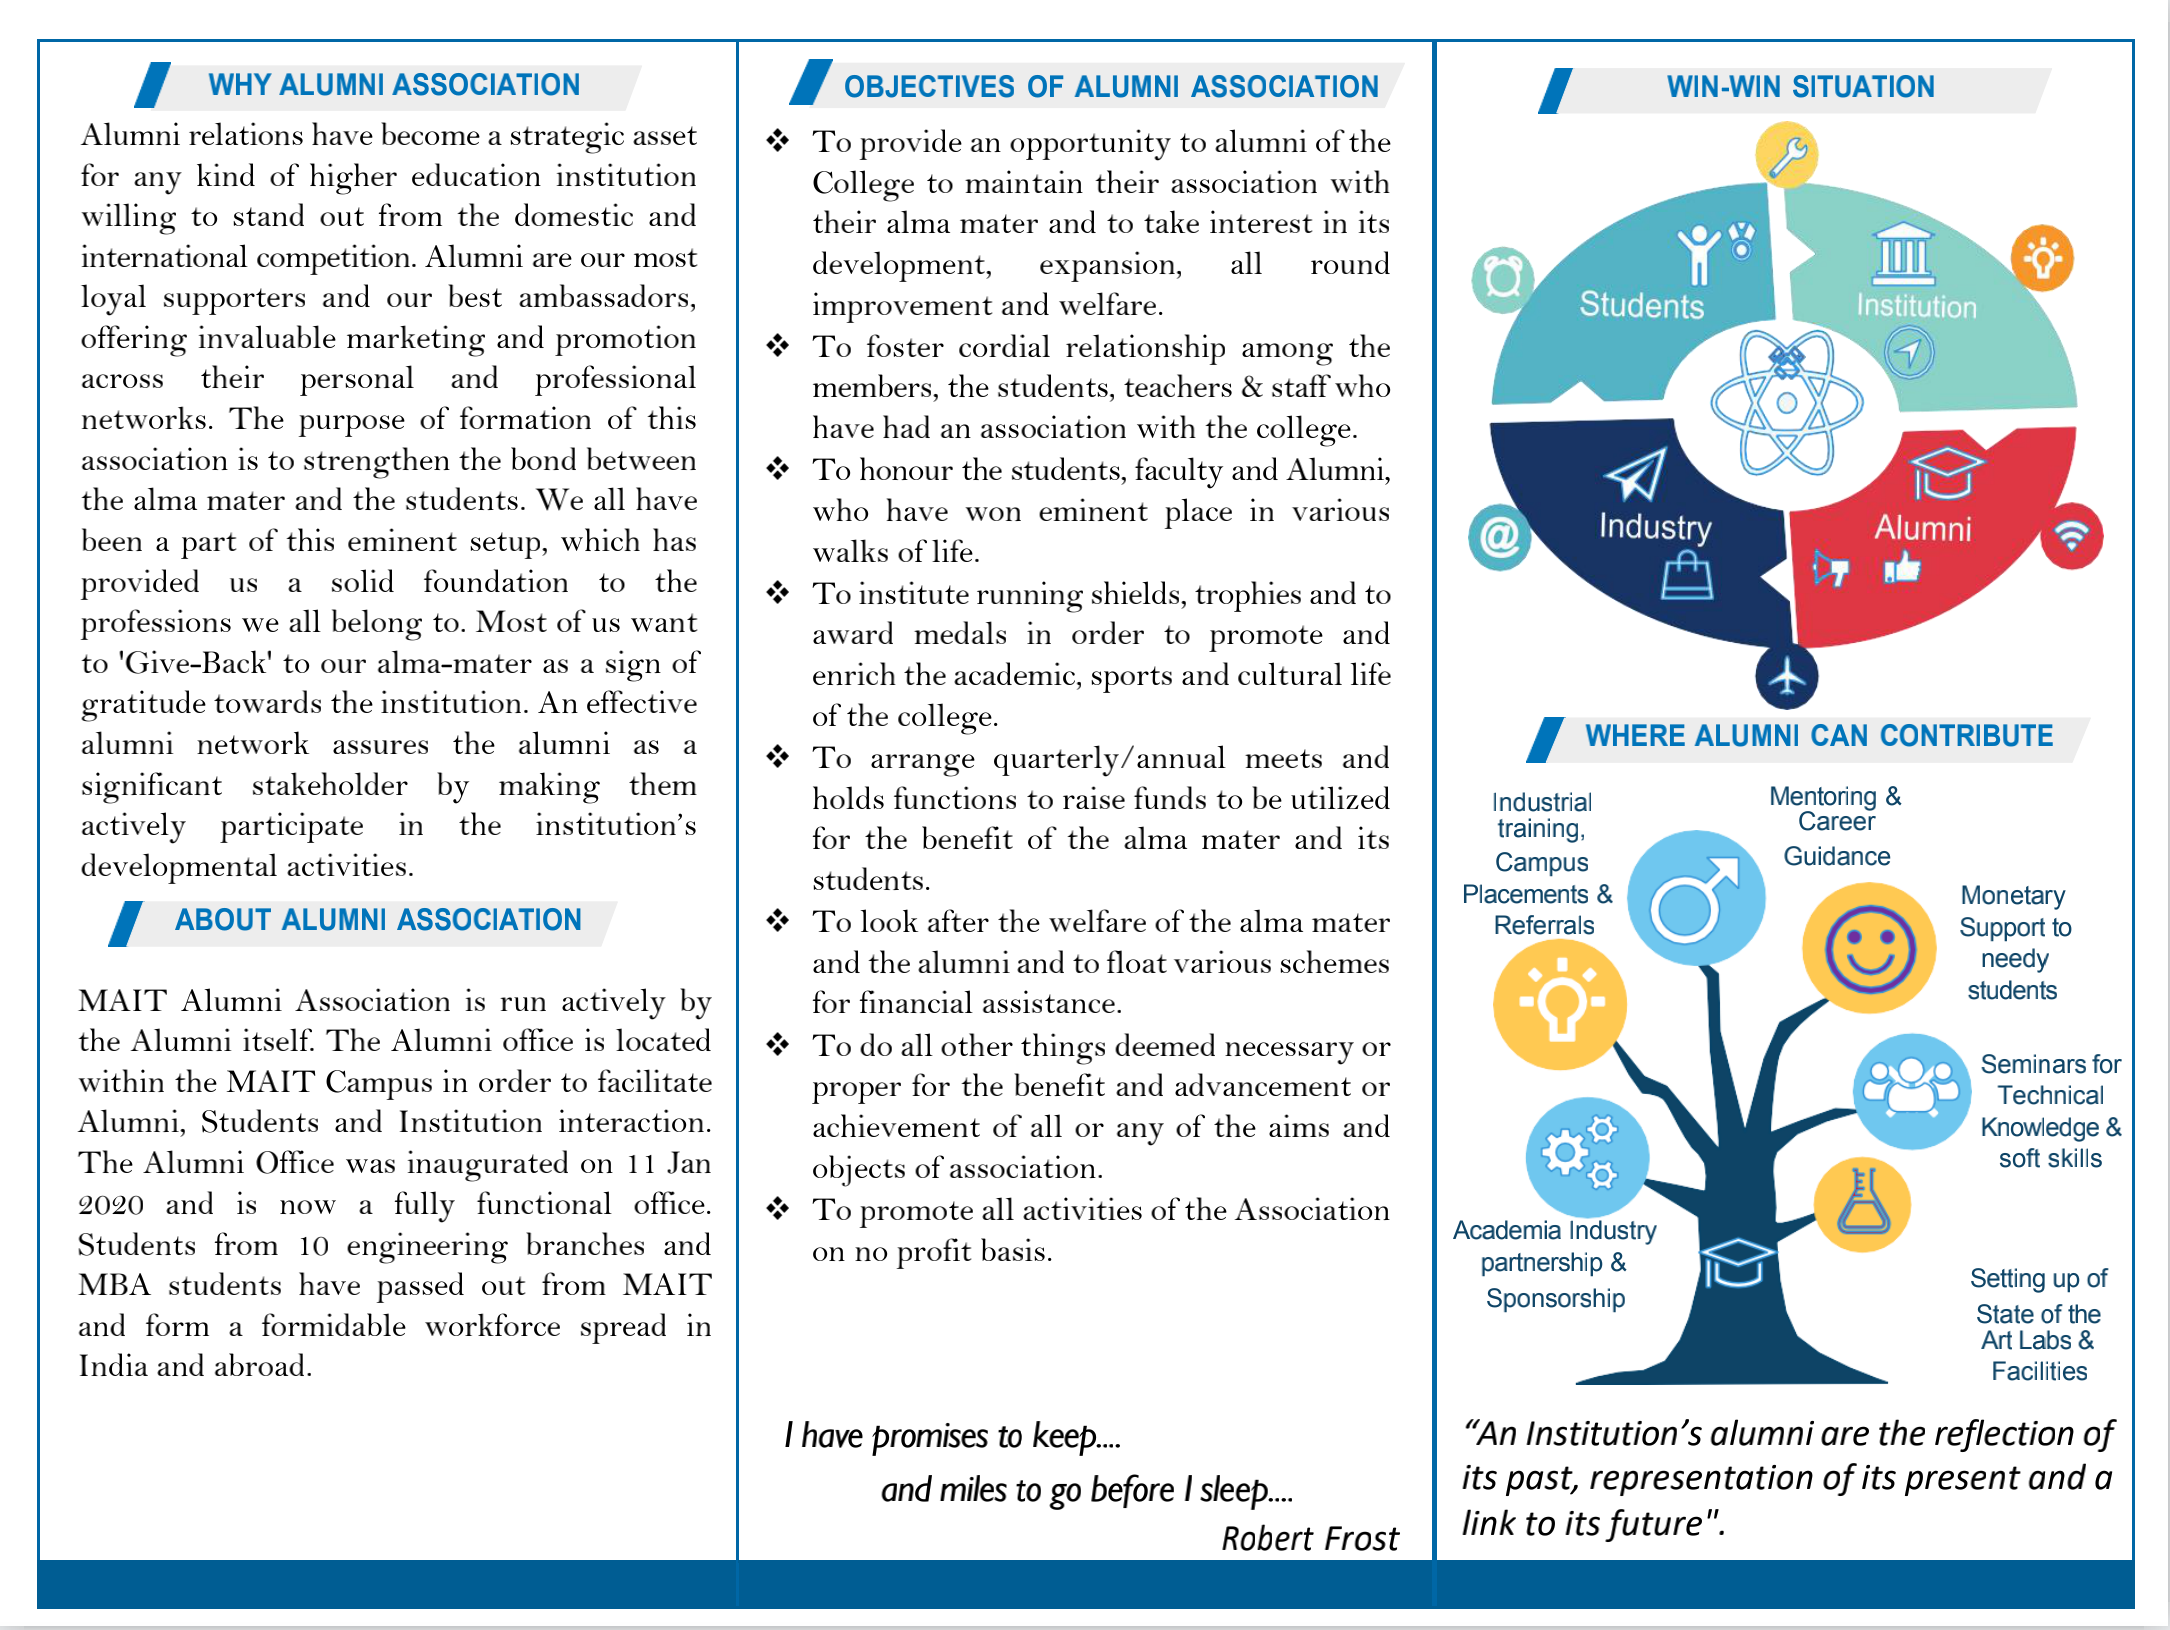 WHY ALUMNI ASSOCIATION
Alumni relations have become a strategic asset
for any kind of higher education institution
willing to stand out from the domestic and
international competition. Alumni are our most
loyal supporters and our best ambassadors,
offering invaluable marketing and promotion
across their personal and professional
networks. The purpose of formation of this
association is to strengthen the bond between
the alma mater and the students. We all have
been a part of this eminent setup, which has
provided us a solid foundation to the
professions we all belong to. Most of us want
to 'Give-Back' to our alma-mater as a sign of
gratitude towards the institution. An effective
alumni network assures the alumni as a
significant stakeholder by making them
actively participate in the institution’s
developmental activities.
ABOUT ALUMNI ASSOCIATION
MAIT Alumni Association is run actively by
the Alumni itself. The Alumni office is located
within the MAIT Campus in order to facilitate
Alumni, Students and Institution interaction.
The Alumni Office was inaugurated on 11 Jan
2020 and is now a fully functional office.
Students from 10 engineering branches and
MBA students have passed out from MAIT
and form a formidable workforce spread in
India and abroad.
OBJECTIVES OF ALUMNI ASSOCIATION
❖ To provide an opportunity to alumni of the
College to maintain their association with
their alma mater and to take interest in its
development, expansion, all round
improvement and welfare.
❖ To foster cordial relationship among the
members, the students, teachers & staff who
have had an association with the college.
❖ To honour the students, faculty and Alumni,
who have won eminent place in various
walks of life.
❖ To institute running shields, trophies and to
award medals in order to promote and
enrich the academic, sports and cultural life
of the college.
❖ To arrange quarterly/annual meets and
holds functions to raise funds to be utilized
for the benefit of the alma mater and its
students.
❖ To look after the welfare of the alma mater
and the alumni and to float various schemes
for financial assistance.
❖ To do all other things deemed necessary or
proper for the benefit and advancement or
achievement of all or any of the aims and
objects of association.
❖ To promote all activities of the Association
on no profit basis.
I have promises to keep....
and miles to go before I sleep....
Robert Frost
WIN-WIN SITUATION
Students
Institution
Industry
Alumni
@
WHERE ALUMNI CAN CONTRIBUTE
Industrial
training,
Campus
Placements &
Referrals
Mentoring &
Career
Guidance
Monetary
Support to
needy
students
Seminars for
Technical
Knowledge &
soft skills
Academia Industry
partnership &
Sponsorship
Setting up of
State of the
Art Labs &
Facilities
“An Institution’s alumni are the reflection of
its past, representation of its present and a
link to its future".